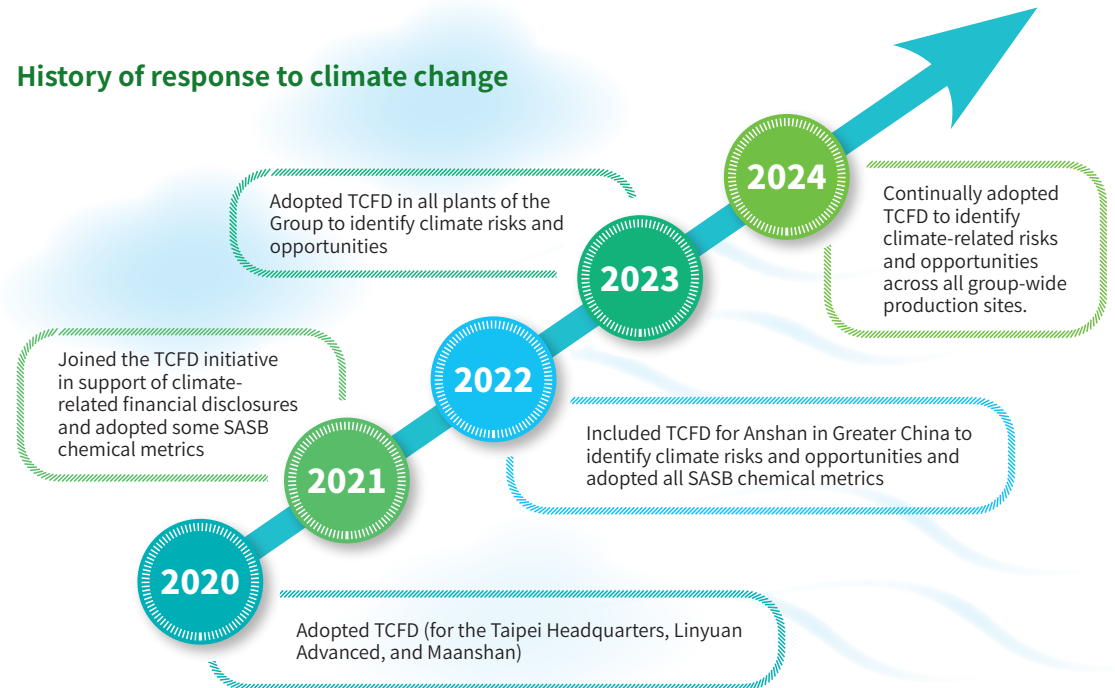 History of response to climate change
2024
Continually adopted
TCFD to identify
climate-related risks
and opportunities
across all group-wide
production sites.
Adopted TCFD in all plants of the
Group to identify climate risks and
opportunities
2023
Joined the TCFD initiative
in support of climate-
related financial disclosures
and adopted some SASB
chemical metrics
2022
Included TCFD for Anshan in Greater China to
identify climate risks and opportunities and
adopted all SASB chemical metrics
2021
2020
Adopted TCFD (for the Taipei Headquarters, Linyuan
Advanced, and Maanshan)